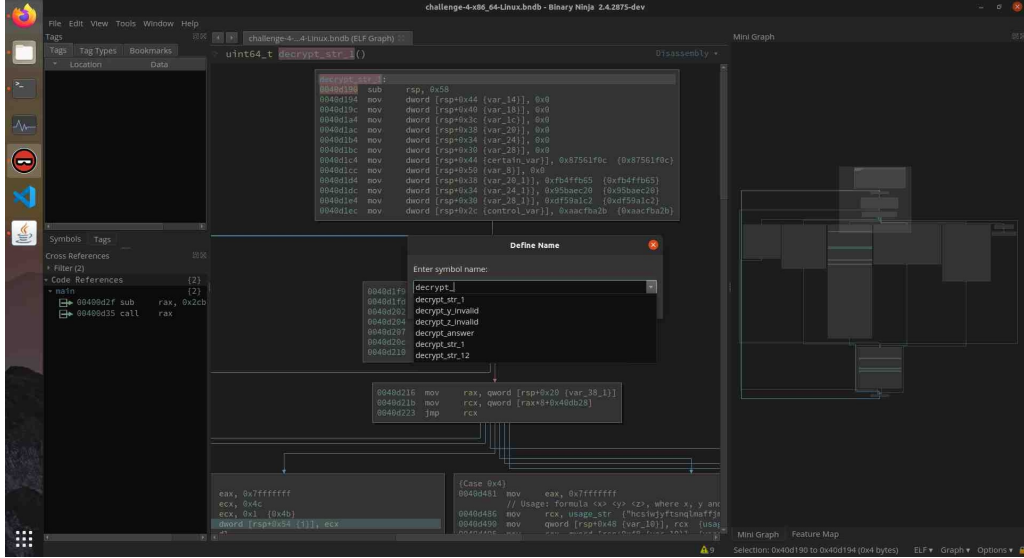 challenge-4-x86_64-Linux.bndb - Binary Ninja 2.4.2875-dev
File Edit View Tools Window Help
Tags
Tags Tag Types Bookmarks
Location Data
Symbols Tags
Cross References
Filter (2)
Code References {2}
main {2}
00400d2f sub rax, 0x2cb
00400d35 call rax
challenge-4-...4-Linux.bndb (ELF Graph)
uint64_t decrypt_str_1()
Disassembly
decrypt_str_1:
0040d190 sub rsp, 0x58
0040d194 mov dword [rsp+0x44 {var_14}], 0x0
0040d19c mov dword [rsp+0x40 {var_18}], 0x0
0040d1a4 mov dword [rsp+0x3c {var_1c}], 0x0
0040d1ac mov dword [rsp+0x38 {var_20}], 0x0
0040d1b4 mov dword [rsp+0x34 {var_24}], 0x0
0040d1bc mov dword [rsp+0x30 {var_28}], 0x0
0040d1c4 mov dword [rsp+0x44 {certain_var}], 0x87561f0c {0x87561f0c}
0040d1cc mov dword [rsp+0x50 {var_8}], 0x0
0040d1d4 mov dword [rsp+0x38 {var_20_1}], 0xfb4ffb65 {0xfb4ffb65}
0040d1dc mov dword [rsp+0x34 {var_24_1}], 0x95baec20 {0x95baec20}
0040d1e4 mov dword [rsp+0x30 {var_28_1}], 0xdf59a1c2 {0xdf59a1c2}
0040d1ec mov dword [rsp+0x2c {control_var}], 0xaacfba2b {0xaacfba2b}
Define Name
Enter symbol name:
decrypt_
decrypt_str_1
decrypt_y_invalid
decrypt_z_invalid
decrypt_answer
decrypt_str_1
decrypt_str_12
0040d1f0
0040d1fd
0040d202
0040d204
0040d207
0040d20c
0040d210
0040d216 mov rax, qword [rsp+0x20 {var_38_1}]
0040d21b mov rcx, qword [rax*8+0x40db28]
0040d223 jmp rcx
eax, 0x7fffffff
ecx, 0x4c
ecx, 0x1 {0x4b}
dword [rsp+0x54 {i}], ecx
{Case 0x4}
0040d481 mov eax, 0x7fffffff
// Usage: formula <x> <y> <z>, where x, y and
0040d486 mov rcx, usage_str {"hcsiwjyftsnqlmaffjm
0040d490 mov qword [rsp+0x48 {var_10}], rcx {usag
Mini Graph
Mini Graph Feature Map
9
Selection: 0x40d190 to 0x40d194 (0x4 bytes) ELF Graph Options